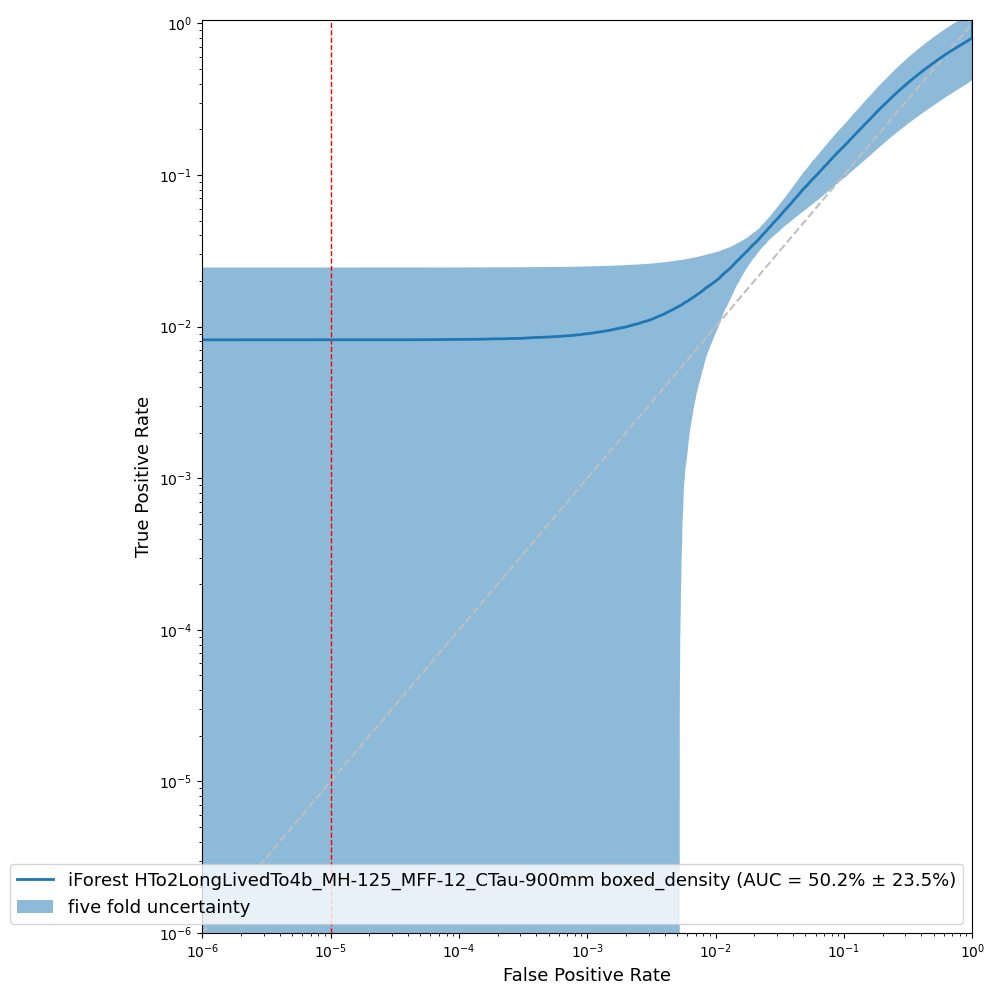 10⁰
10⁻¹
10⁻²
10⁻³
10⁻⁴
10⁻⁵
10⁻⁶
True Positive Rate
iForest HTo2LongLivedTo4b_MH-125_MFF-12_CTau-900mm boxed_density (AUC = 50.2% ± 23.5%)
five fold uncertainty
10⁻⁶ 10⁻⁵ 10⁻⁴ 10⁻³ 10⁻² 10⁻¹ 10⁰
False Positive Rate